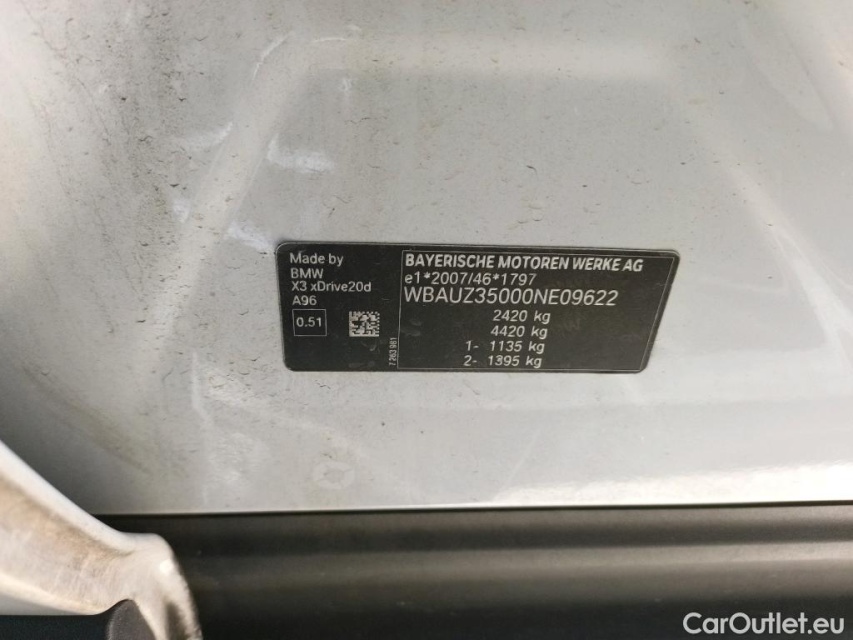 Made by
BMW
X3 xDrive20d
A96
0.51
7263981
BAYERISCHE MOTOREN WERKE AG
e1*2007/46*1797
WBAUZ35000NE09622
2420 kg
4420 kg
1- 1135 kg
2- 1395 kg
CarOutlet.eu